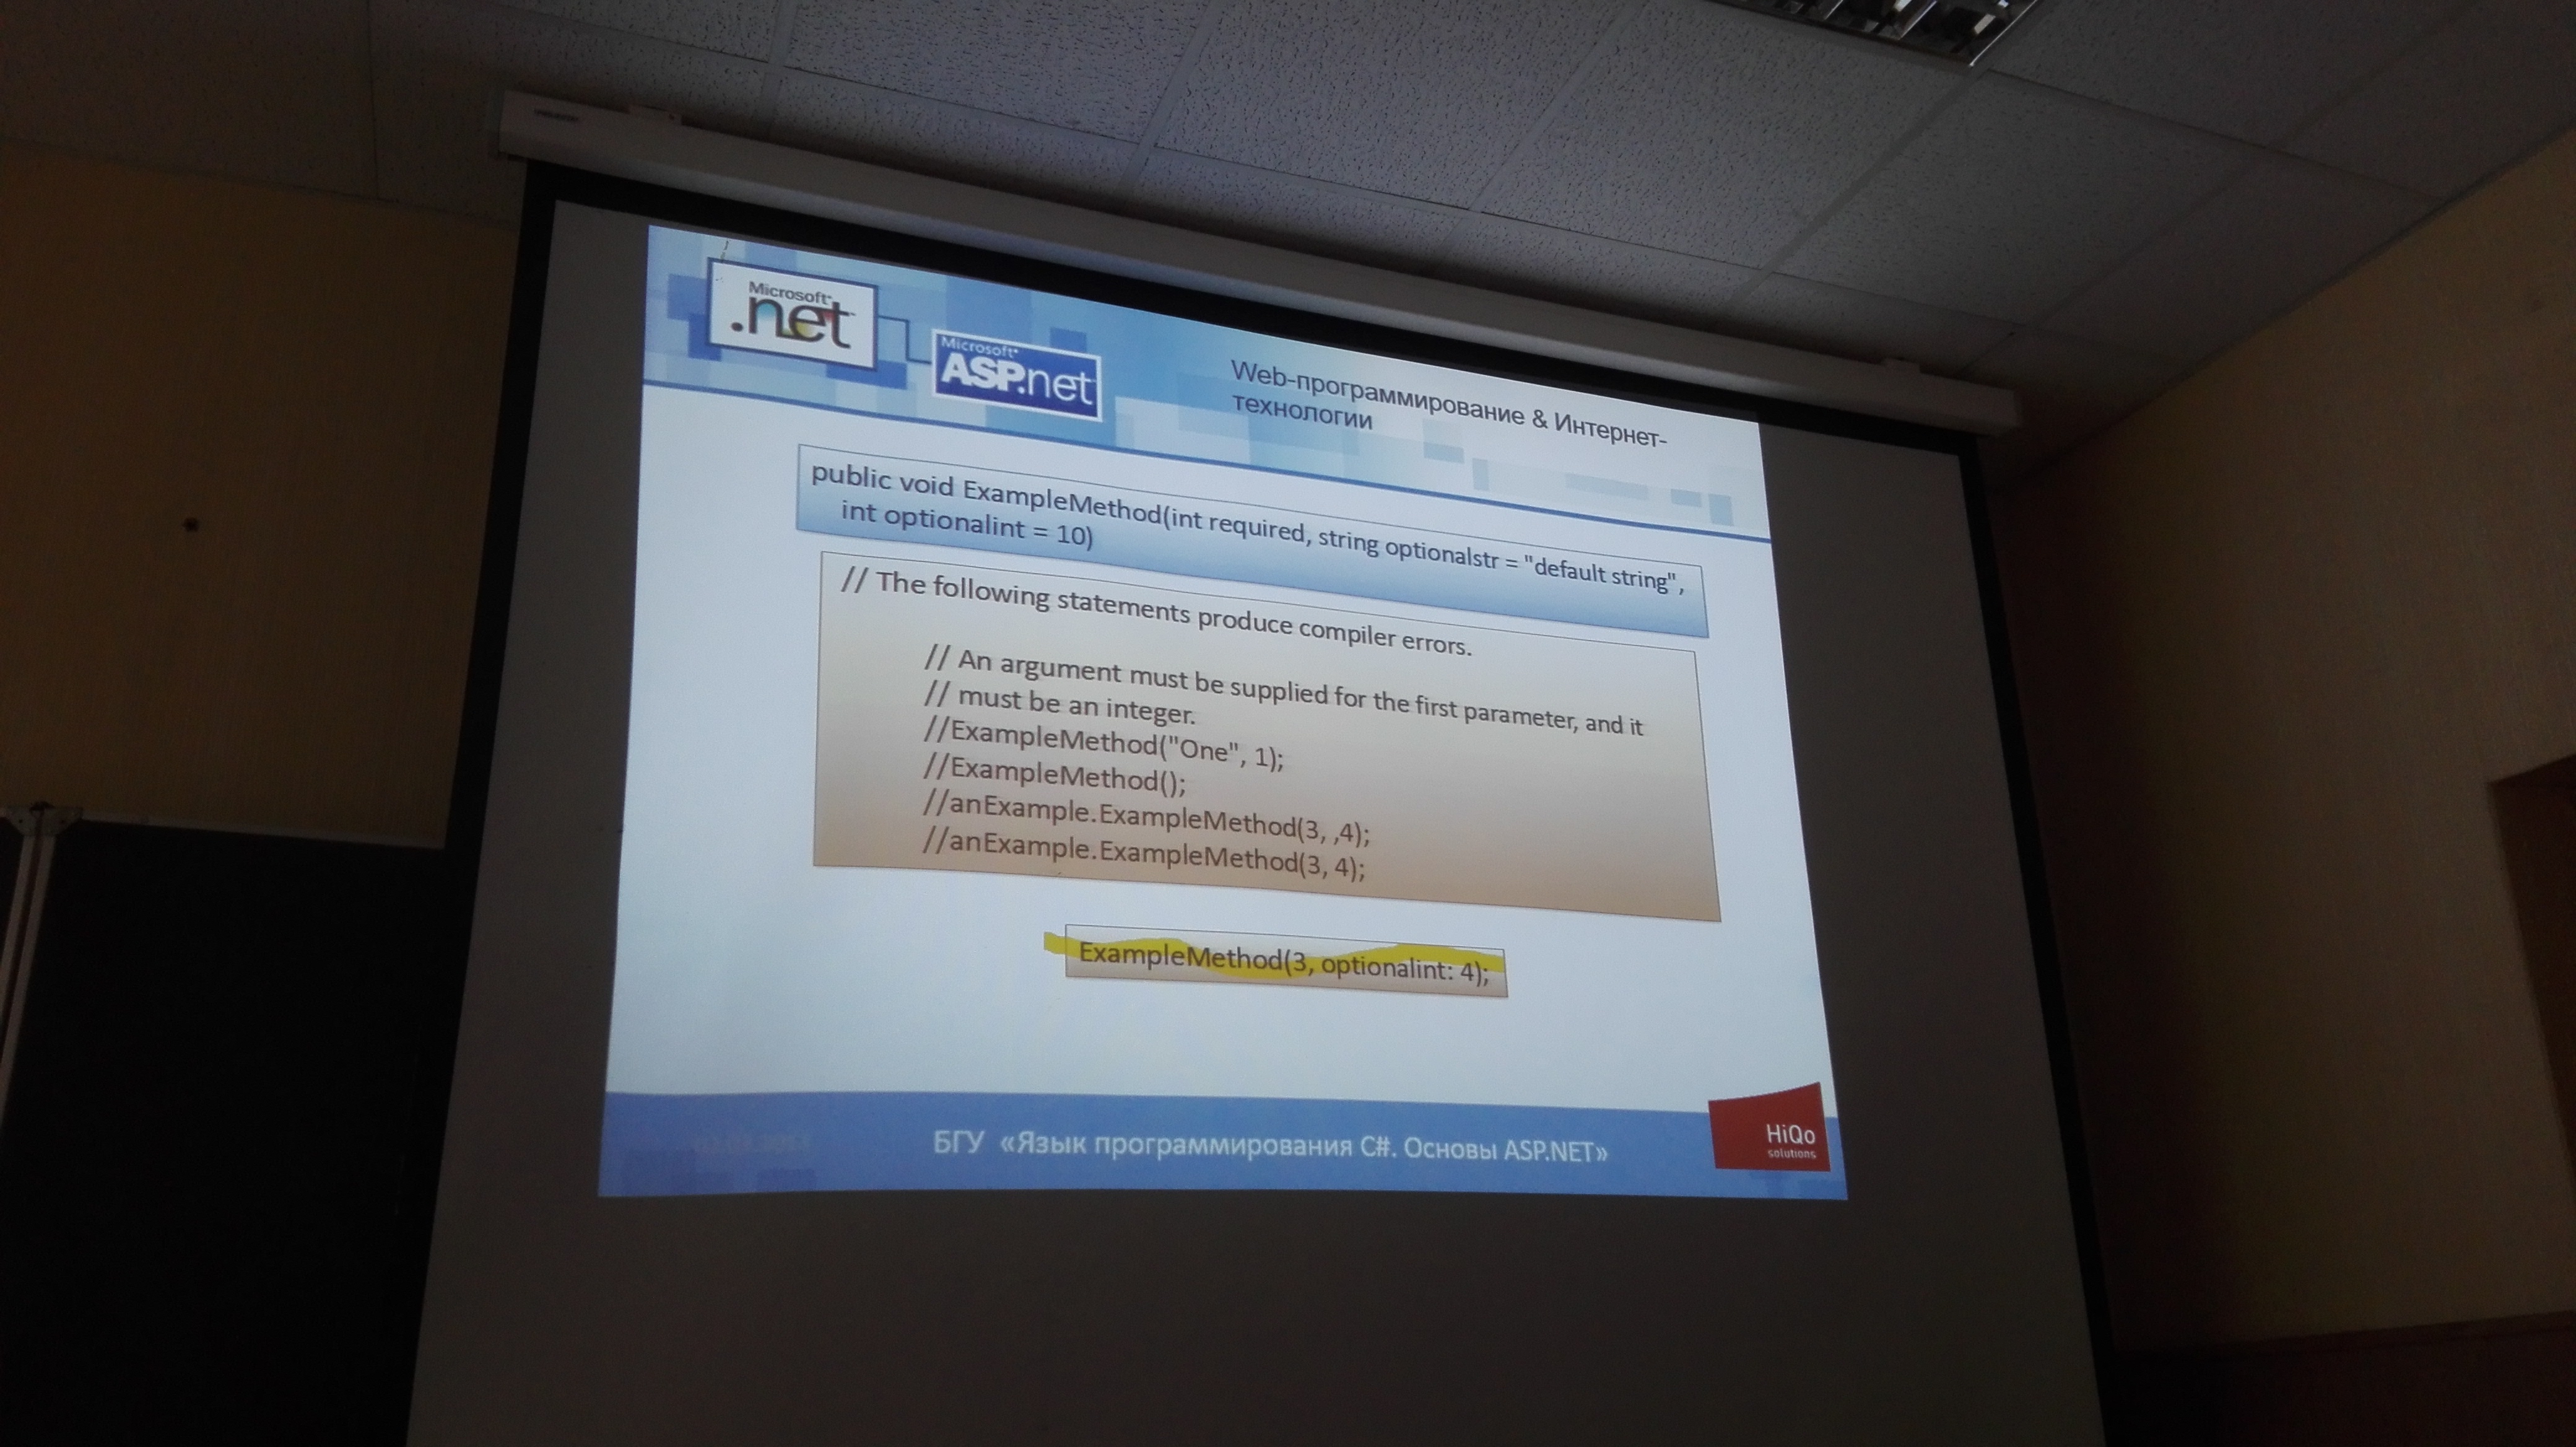 Microsoft
.net
Microsoft
ASP.net
Web-программирование & Интернет-
технологии
public void ExampleMethod(int required, string optionalstr = "default string",
int optionalint = 10)
// The following statements produce compiler errors.
// An argument must be supplied for the first parameter, and it
// must be an integer.
//ExampleMethod("One", 1);
//ExampleMethod();
//anExample.ExampleMethod(3, ,4);
//anExample.ExampleMethod(3, 4);
ExampleMethod(3, optionalint: 4);
БГУ «Язык программирования C#. Основы ASP.NET»
HiQo
solutions